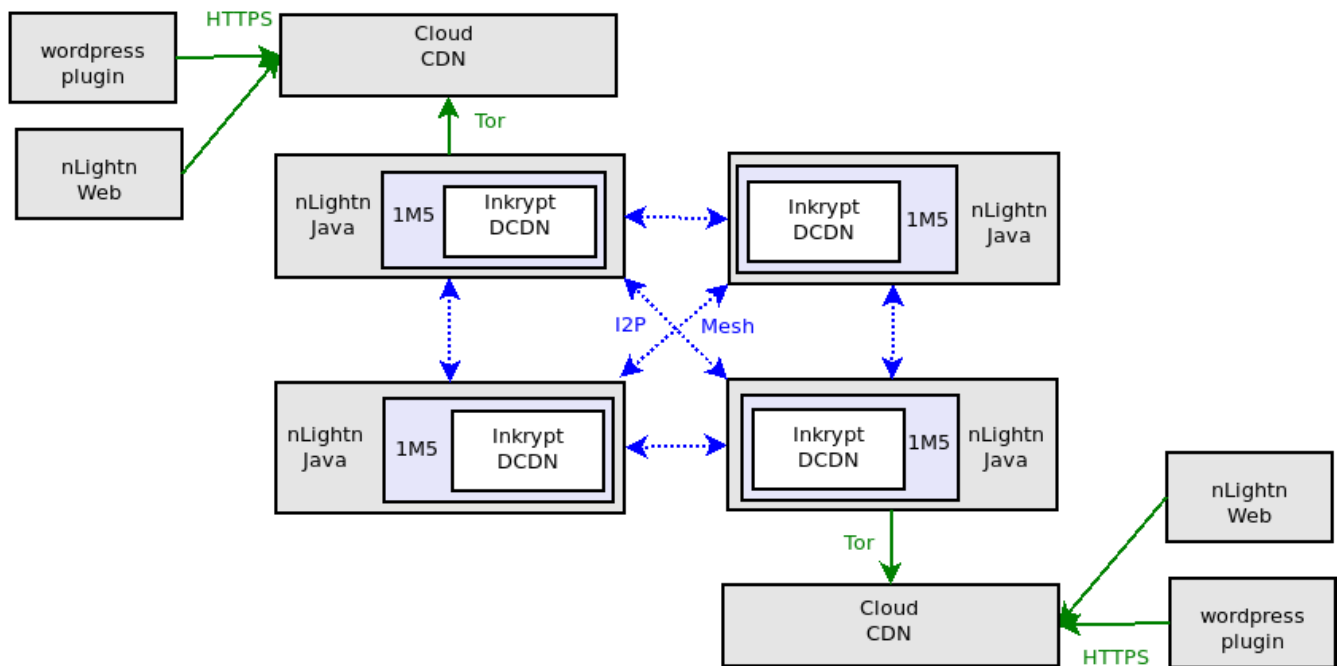 HTTPS
wordpress
plugin
Cloud
CDN
nLightn
Web
Tor
nLightn
Java
1M5
Inkrypt
DCDN
Inkrypt
DCDN
1M5
nLightn
Java
I2P
Mesh
nLightn
Java
1M5
Inkrypt
DCDN
Inkrypt
DCDN
1M5
nLightn
Java
nLightn
Web
Tor
Cloud
CDN
wordpress
plugin
HTTPS